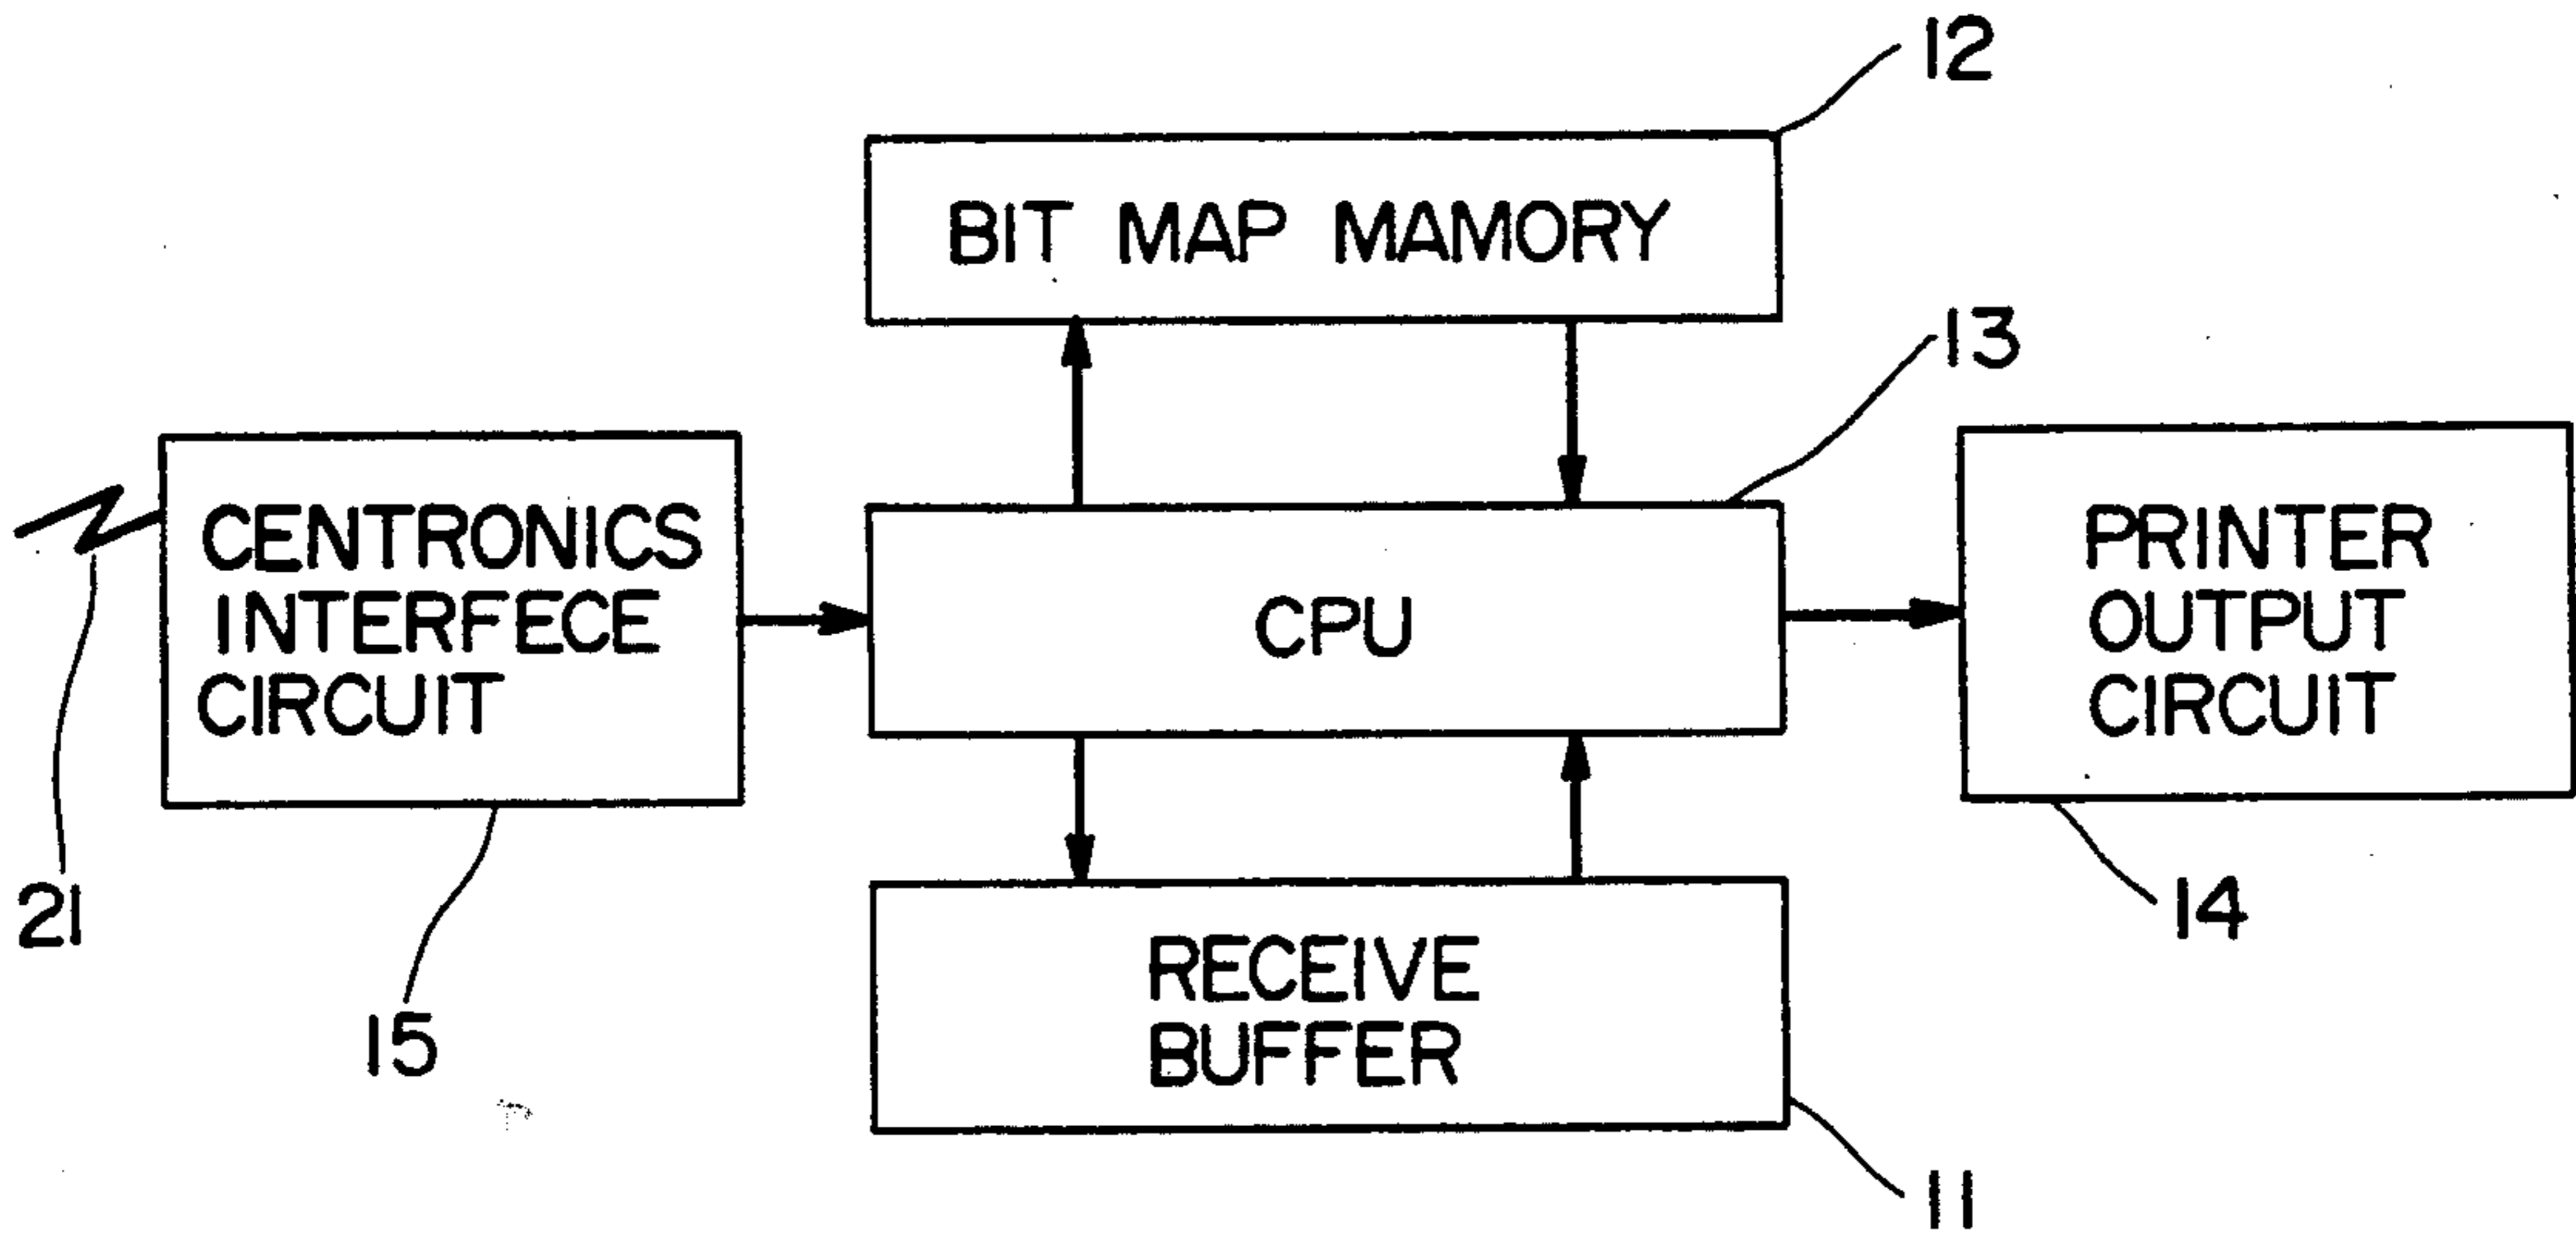 12
BIT MAP MAMORY
13
CENTRONICS
INTERFECE
CIRCUIT
CPU
PRINTER
OUTPUT
CIRCUIT
21
15
RECEIVE
BUFFER
14
11